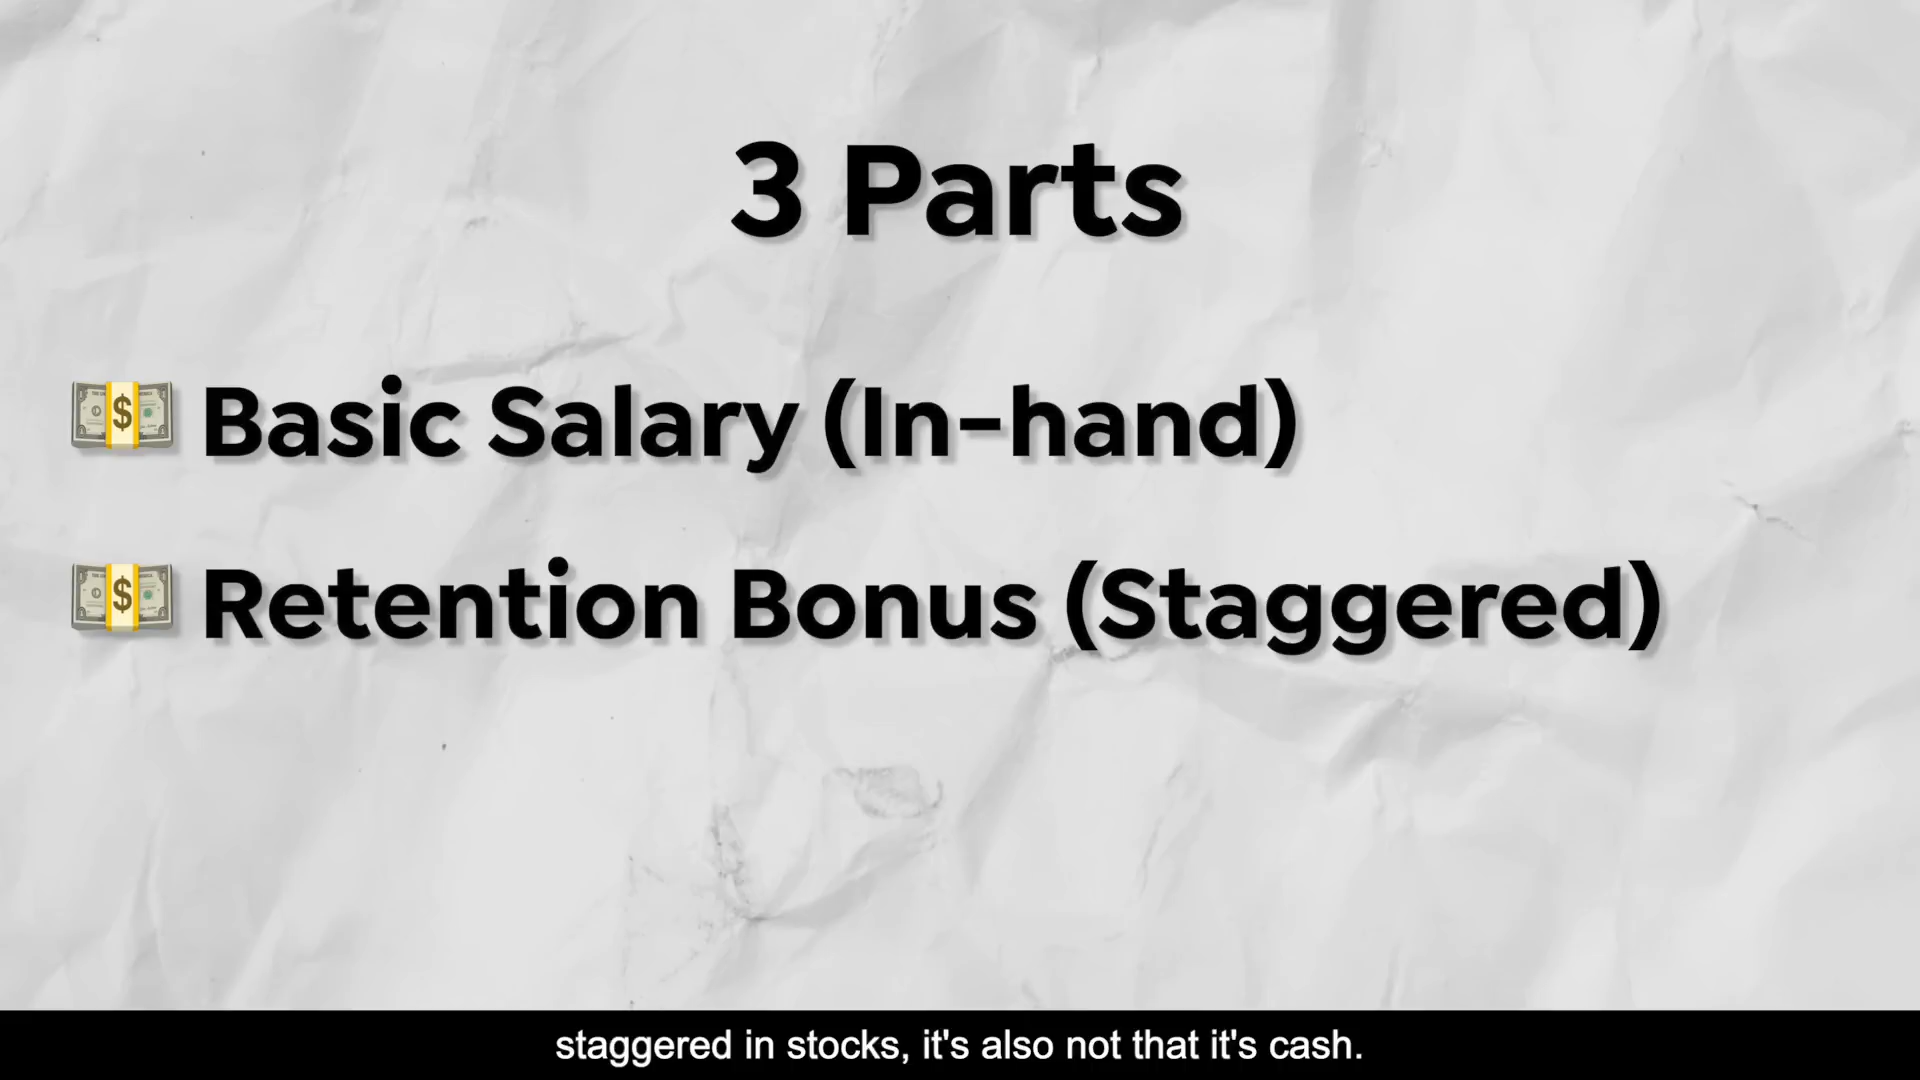 3 Parts
Basic Salary (In-hand)
Retention Bonus (Staggered)
staggered in stocks, it's also not that it's cash.